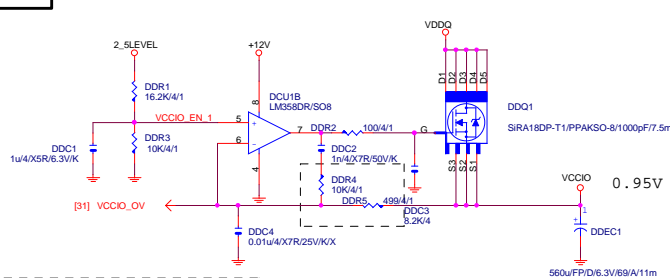 2_5LEVEL
+12V
VDDQ
D1
D2
D3
D4
D5
DDR1
16.2K/4/1
DCU1B
LM358DR/SO8
DDQ1
SiRA18DP-T1/PPAKSO-8/1000pF/7.5m
VCCIO_EN_1
5
+
8
7
DDR2
100/4/1
G
DDC1
1u/4/X5R/6.3V/K
DDR3
10K/4/1
6
-
4
DDC2
1n/4/X7R/50V/K
S3
S2
S1
DDR4
10K/4/1
VCCIO
0.95V
[31] VCCIO_OV
DDR5
499/4/1
DDC3
8.2K/4
1
+
DDC4
0.01u/4/X7R/25V/K/X
DDEC1
560u/FP/D/6.3V/69/A/11m